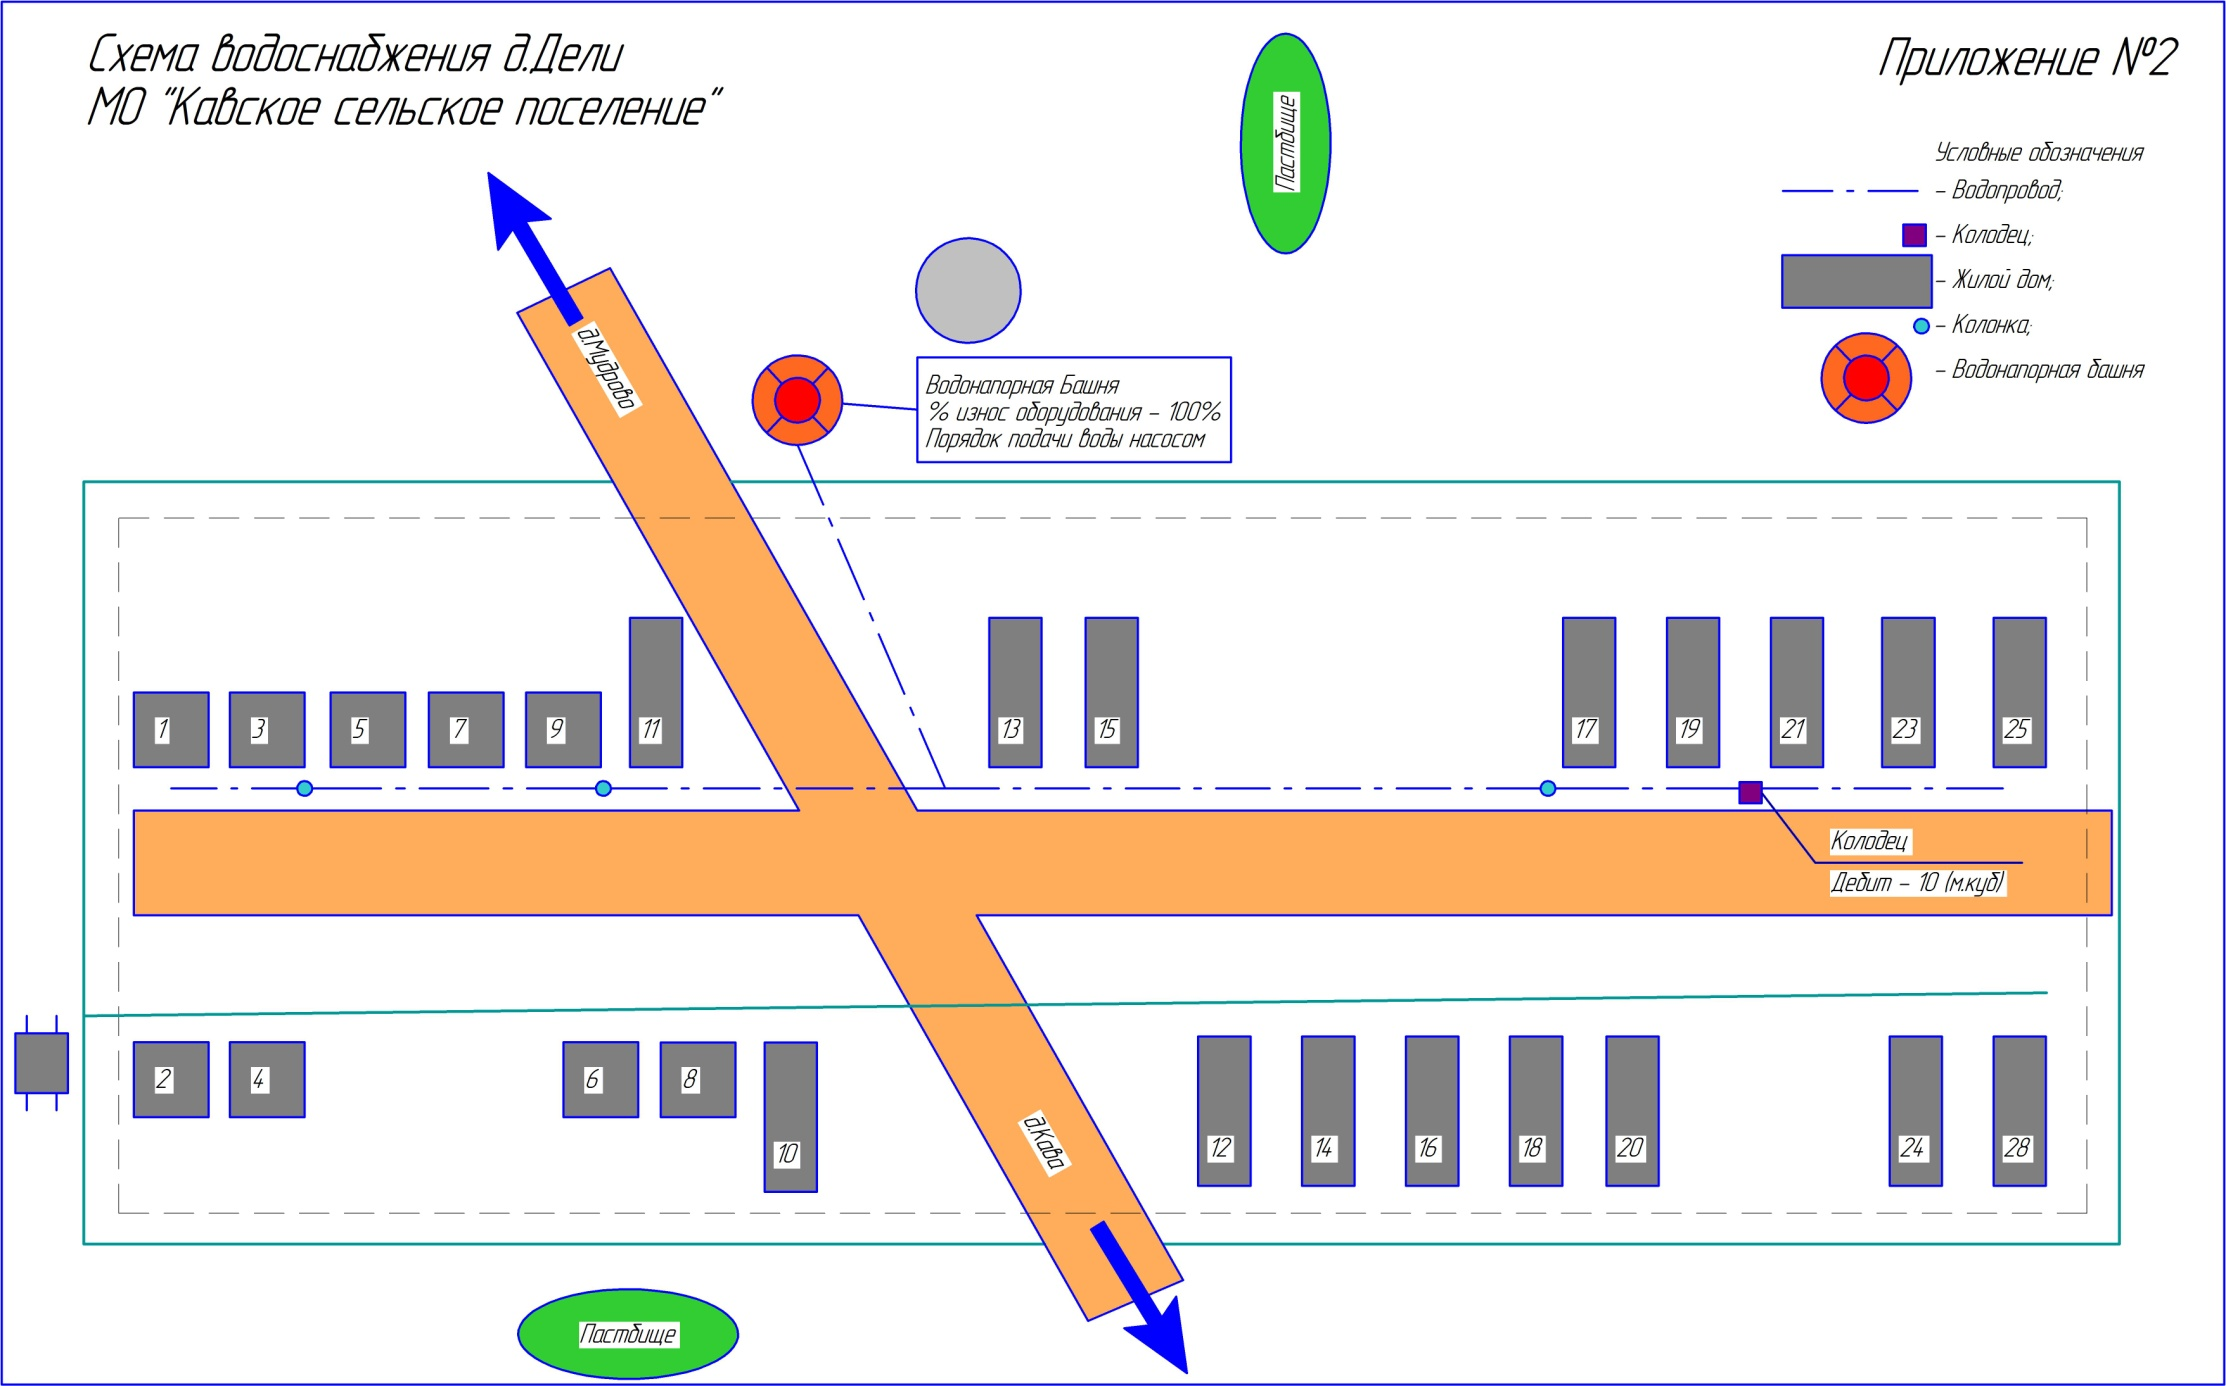 Схема водоснабжения д.Дели
МО "Кавское сельское поселение"
Приложение №2
Пастбище
Условные обозначения
- Водопровод;
- Колодец;
- Жилой дом;
- Колонка;
- Водонапорная башня
д.Мудрово
Водонапорная Башня
% износ оборудования - 100%
Порядок подачи воды насосом
1
3
5
7
9
11
13
15
17
19
21
23
25
Колодец
Дебит - 10 (м.куб)
2
4
6
8
10
д.Кава
12
14
16
18
20
24
28
Пастбище